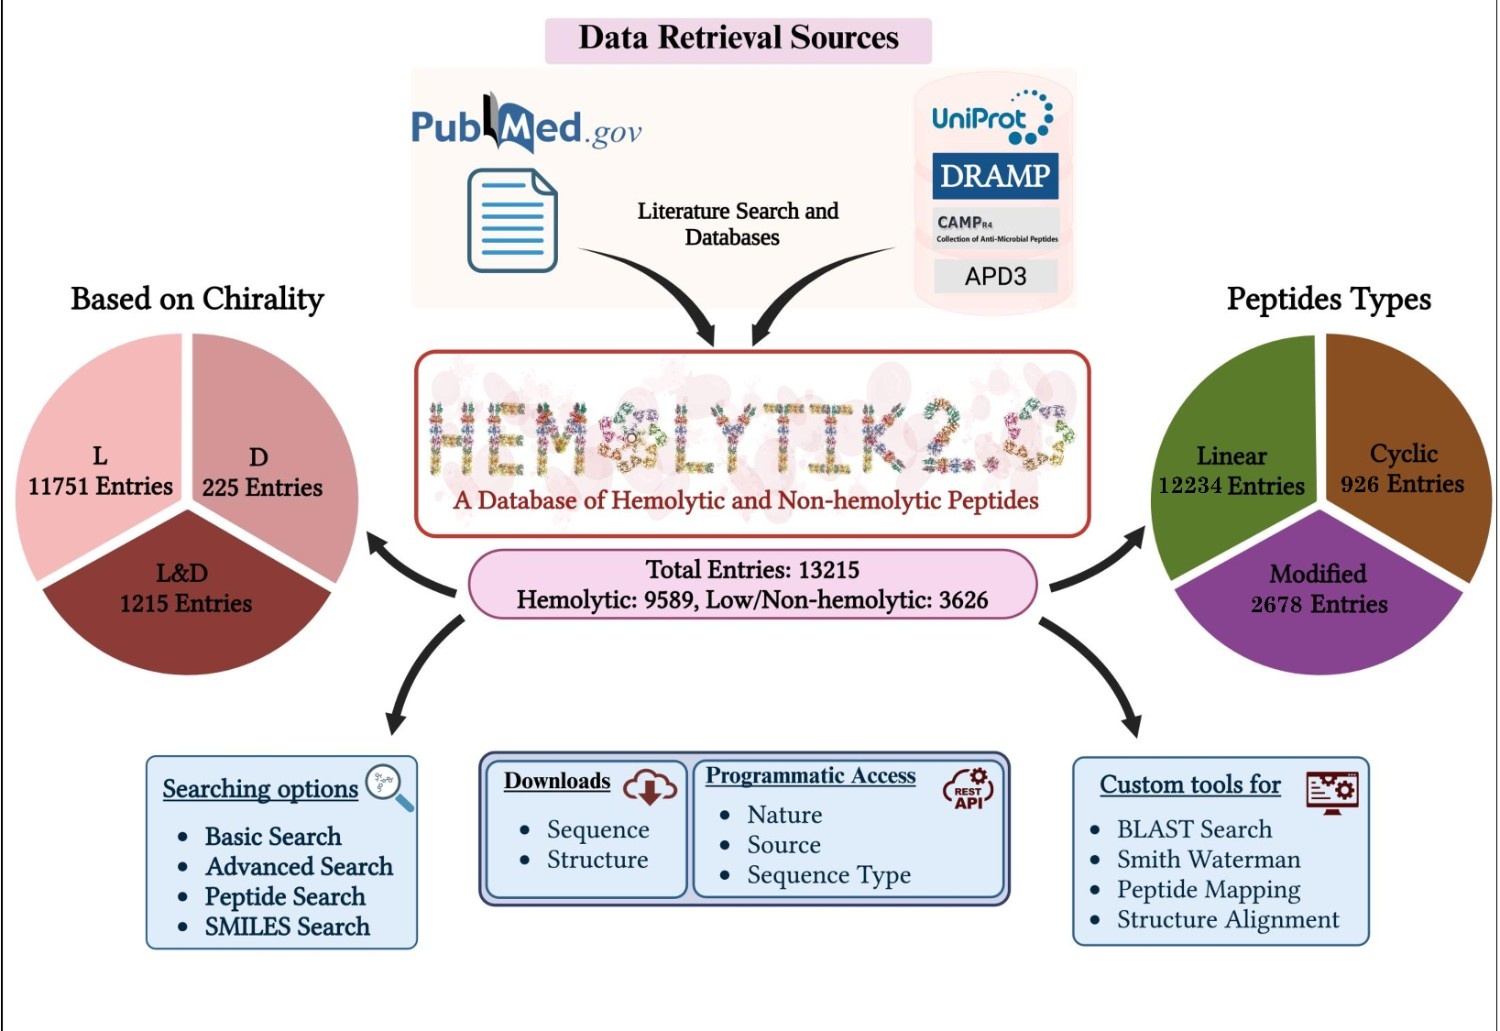 Data Retrieval Sources
PubMed.gov
UniProt
DRAMP
CAMPR4
Collection of Anti-Microbial Peptides
APD3
Literature Search and
Databases
Based on Chirality
L
11751 Entries
D
225 Entries
L&D
1215 Entries
Peptides Types
Linear
12234 Entries
Cyclic
926 Entries
Modified
2678 Entries
HEMOLYTIK2.0
A Database of Hemolytic and Non-hemolytic Peptides
Total Entries: 13215
Hemolytic: 9589, Low/Non-hemolytic: 3626
Searching options
• Basic Search
• Advanced Search
• Peptide Search
• SMILES Search
Downloads
• Sequence
• Structure
Programmatic Access
REST
API
• Nature
• Source
• Sequence Type
Custom tools for
• BLAST Search
• Smith Waterman
• Peptide Mapping
• Structure Alignment